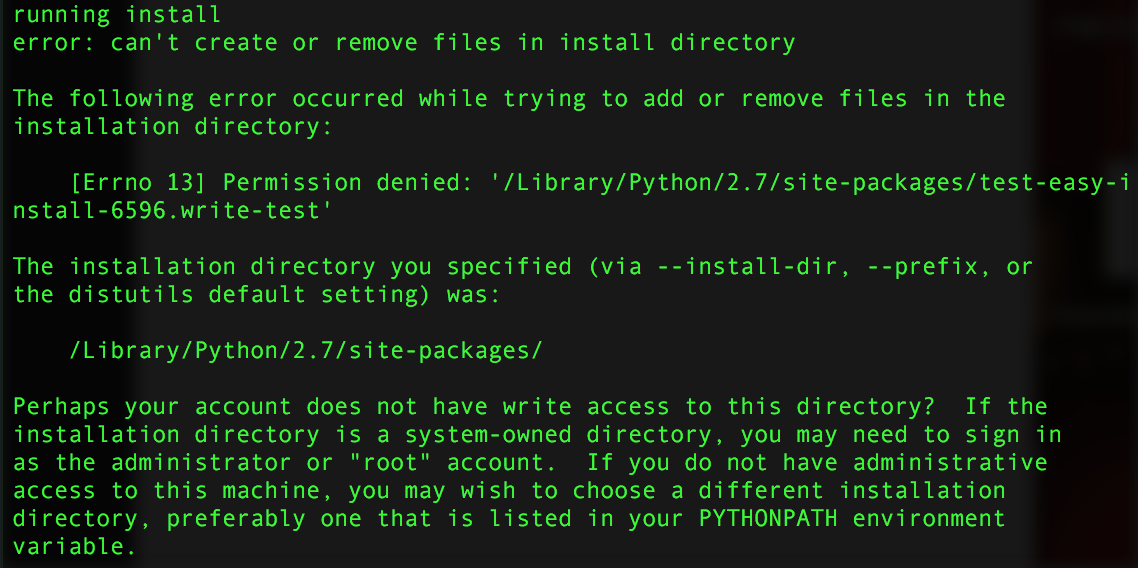 running install
error: can't create or remove files in install directory
The following error occurred while trying to add or remove files in the
installation directory:
[Errno 13] Permission denied: '/Library/Python/2.7/site-packages/test-easy-i
nstall-6596.write-test'
The installation directory you specified (via --install-dir, --prefix, or
the distutils default setting) was:
/Library/Python/2.7/site-packages/
Perhaps your account does not have write access to this directory?  If the
installation directory is a system-owned directory, you may need to sign in
as the administrator or "root" account.  If you do not have administrative
access to this machine, you may wish to choose a different installation
directory, preferably one that is listed in your PYTHONPATH environment
variable.